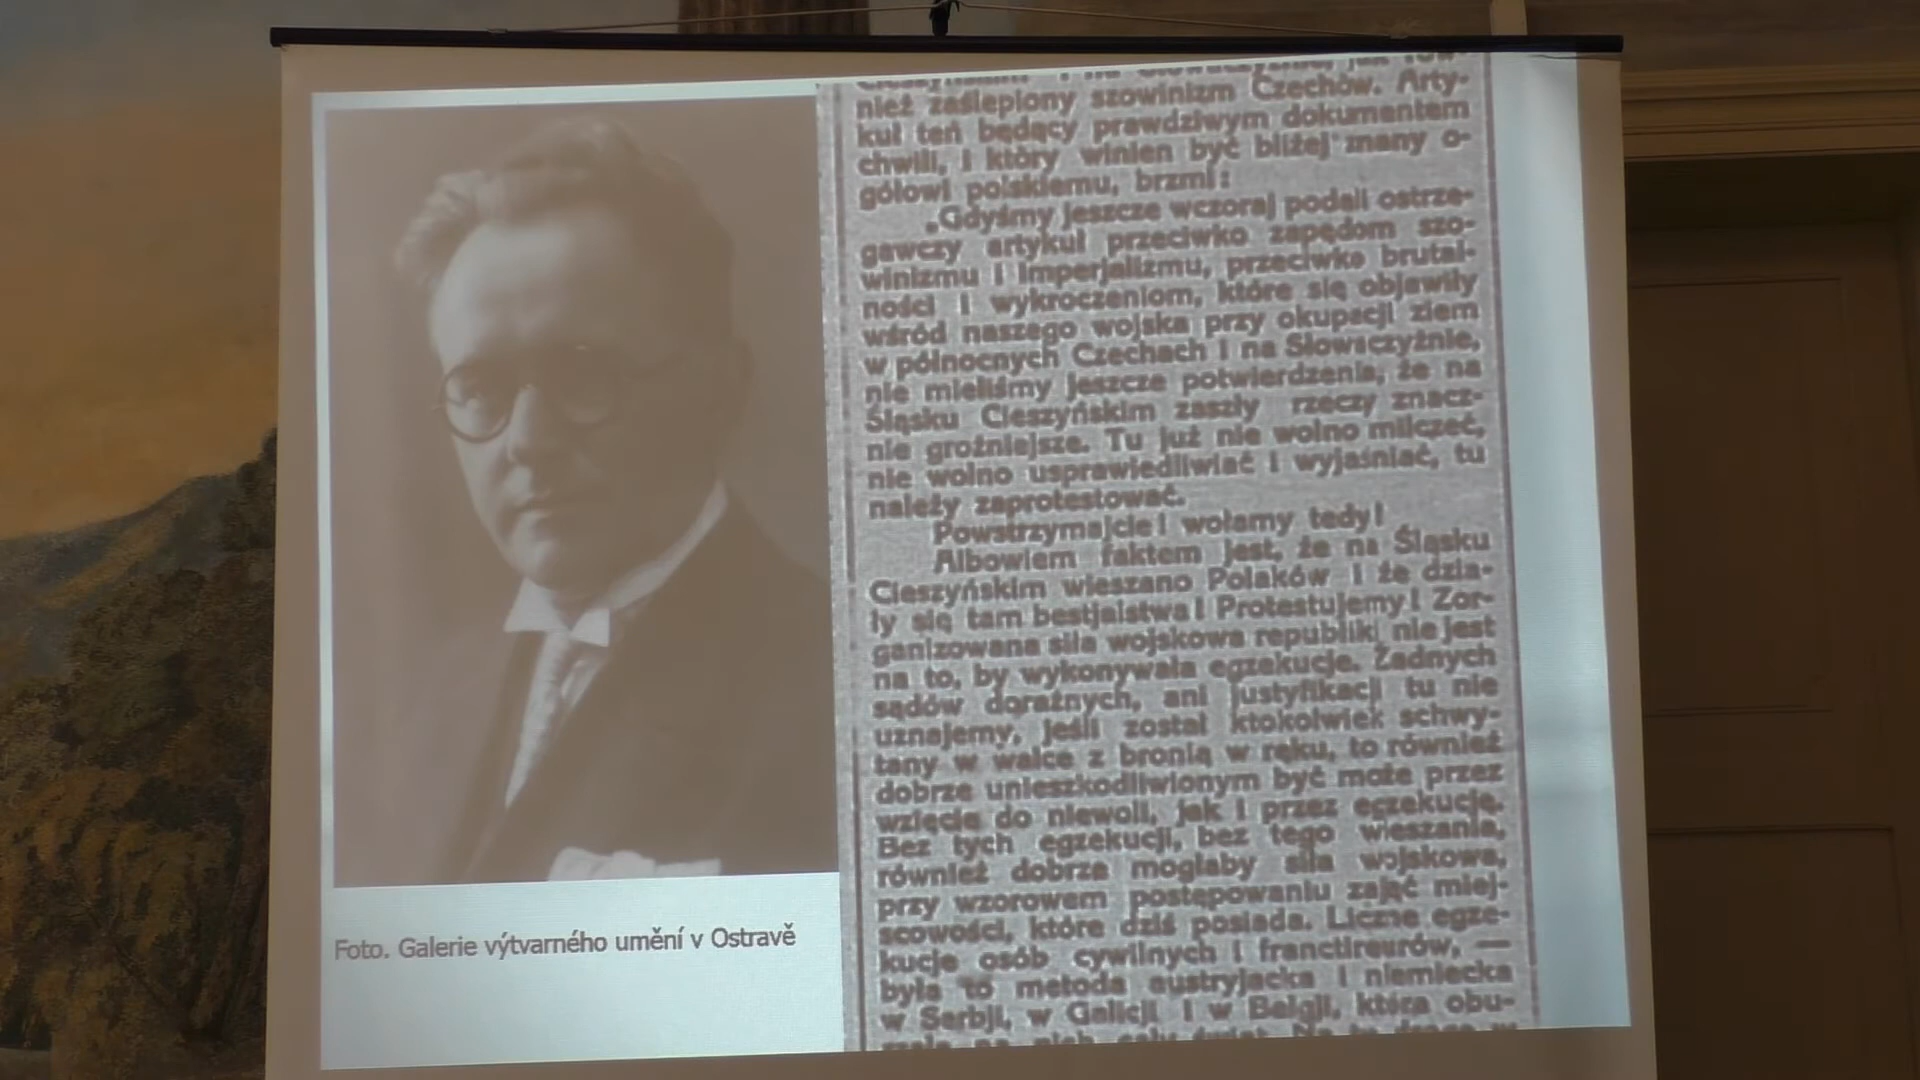 Foto. Galerie výtvarného umění v Ostravě
nież zaślepiony szowinizm Czechów. Arty-
kuł ten będący prawdziwym dokumentem
chwili, i który winien być bliżej znany o-
gółowi polskiemu, brzmi:
„Gdyśmy jeszcze wczoraj podali ostrze-
gawczy artykuł przeciwko zapędom szo-
winizmu i imperjalizmu, przeciwko brutal-
ności i wykroczeniom, które się objawiły
wśród naszego wojska przy okupacji ziem
w północnych Czechach i na Słowaczyźnie,
nie mieliśmy jeszcze potwierdzenia, że na
Śląsku Cieszyńskim zaszły rzeczy znacz-
nie groźniejsze. Tu już nie wolno milczeć,
nie wolno usprawiedliwiać i wyjaśniać, tu
należy zaprotestować.
Powstrzymajcie! wołamy tedy!
Albowiem faktem jest, że na Śląsku
Cieszyńskim wieszano Polaków i że dzia-
ły się tam bestjalstwa! Protestujemy! Zor-
ganizowana siła wojskowa republiki nie jest
na to, by wykonywała egzekucje. Żadnych
sądów doraźnych, ani justyfikacji tu nie
uznajemy, jeśli został ktokolwiek schwy-
tany w walce z bronią w ręku, to również
dobrze unieszkodliwionym być może przez
wzięcie do niewoli, jak i przez egzekucję.
Bez tych egzekucji, bez tego wieszania,
również dobrze mogłaby siła wojskowa,
przy wzorowem postępowaniu zająć miej-
scowości, które dziś posiada. Liczne egze-
kucje osób cywilnych i franctireurów, —
była to metoda austryjacka i niemiecka
w Serbji, w Galicji i w Belgji, która obu-